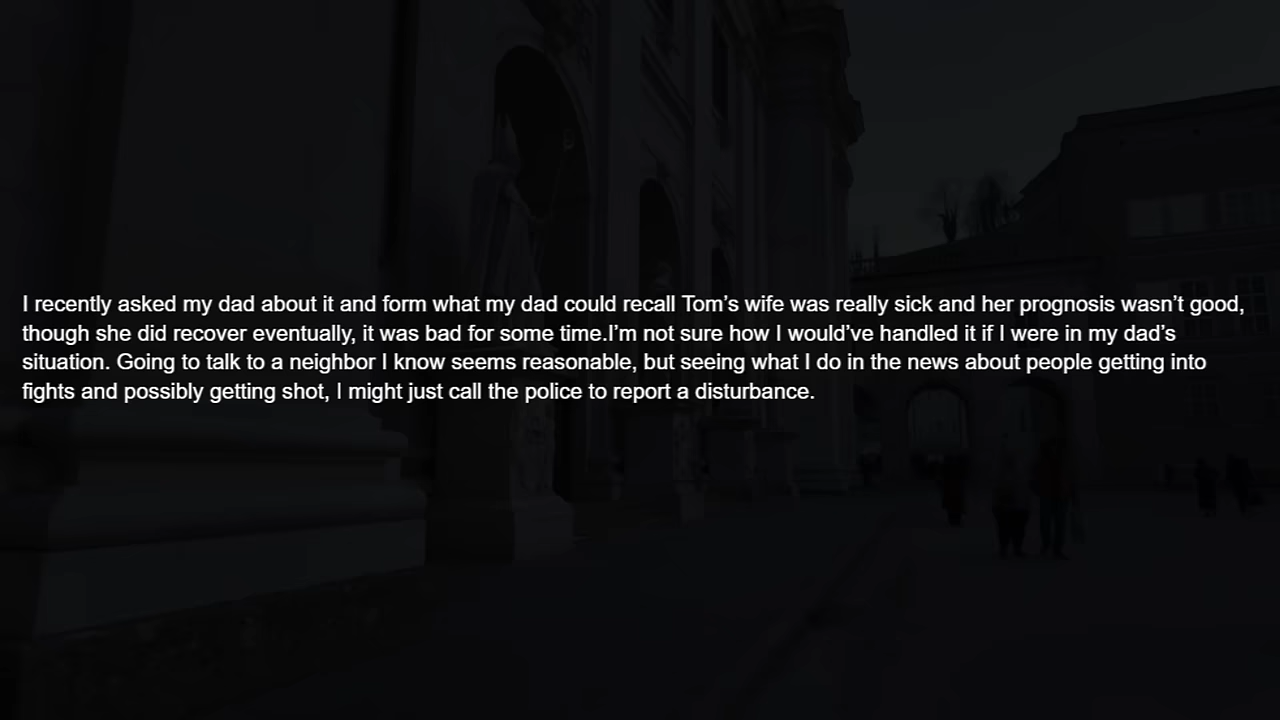 I recently asked my dad about it and form what my dad could recall Tom’s wife was really sick and her prognosis wasn’t good,
though she did recover eventually, it was bad for some time.I’m not sure how I would’ve handled it if I were in my dad’s
situation. Going to talk to a neighbor I know seems reasonable, but seeing what I do in the news about people getting into
fights and possibly getting shot, I might just call the police to report a disturbance.